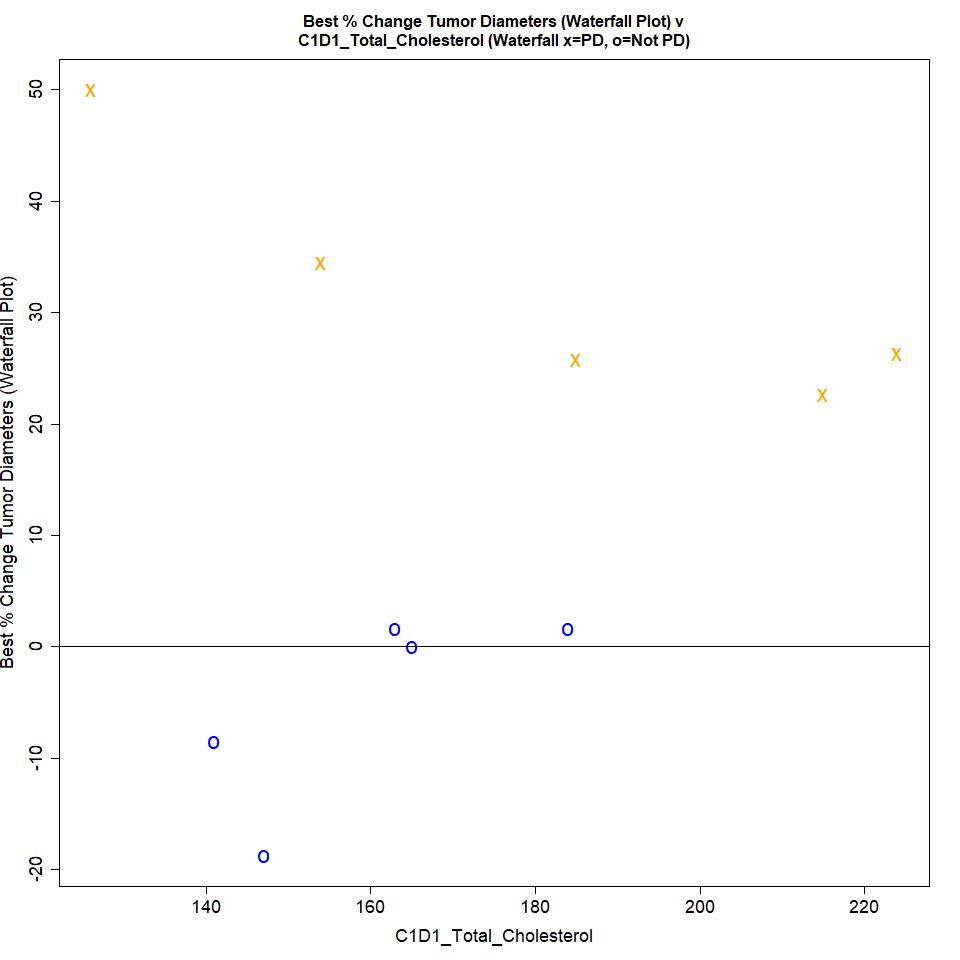 Best % Change Tumor Diameters (Waterfall Plot) v
C1D1_Total_Cholesterol (Waterfall x=PD, o=Not PD)
Best % Change Tumor Diameters (Waterfall Plot)
50
40
30
20
10
0
-10
-20
X
X
X
X
X
o
o
o
o
o
140 160 180 200 220
C1D1_Total_Cholesterol